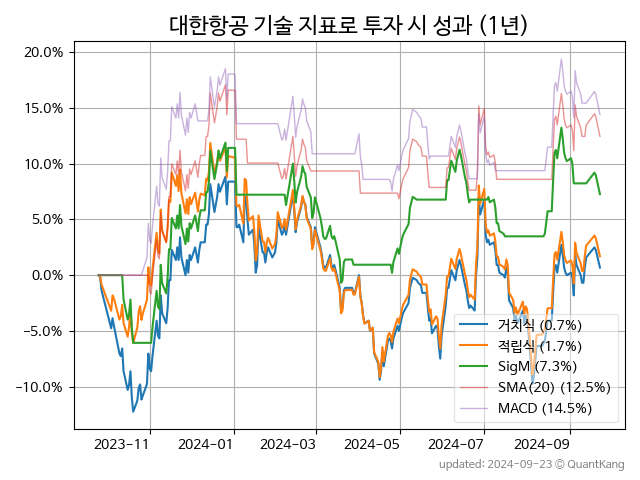 대한항공 기술 지표로 투자 시 성과 (1년)
20.0%
15.0%
10.0%
5.0%
0.0%
−5.0%
−10.0%
거치식 (0.7%)
적립식 (1.7%)
SigM (7.3%)
SMA(20) (12.5%)
MACD (14.5%)
2023-11 2024-01 2024-03 2024-05 2024-07 2024-09
updated: 2024-09-23 ⓒ QuantKang